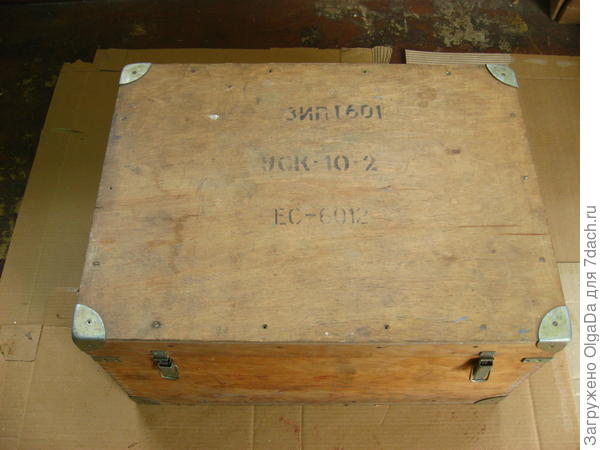 ЗИП 1601
УСК-10-2
ЕС-6012
Загружено OlgaDa для 7dach.ru